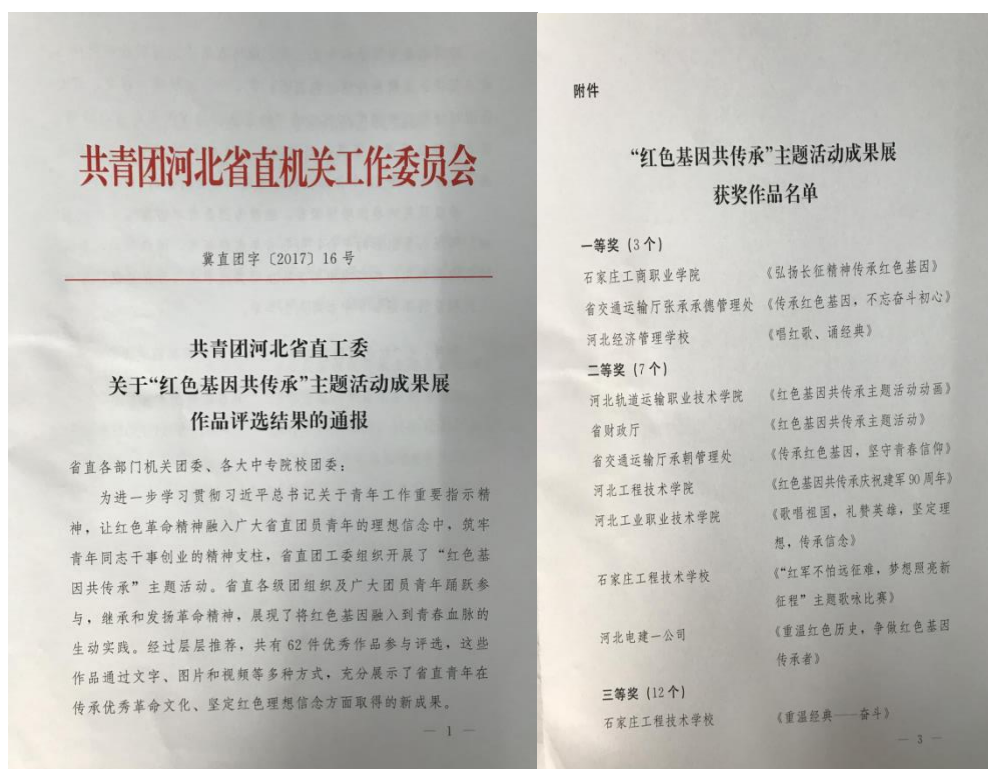 共青团河北省直机关工作委员会
冀直团字〔2017〕16号
共青团河北省直工委
关于“红色基因共传承”主题活动成果展
作品评选结果的通报
省直各部门机关团委、各大中专院校团委：
为进一步学习贯彻习近平总书记关于青年工作重要指示精
神，让红色革命精神融入广大省直团员青年的理想信念中，筑牢
青年同志干事创业的精神支柱，省直团工委组织开展了“红色基
因共传承”主题活动。省直各级团组织及广大团员青年踊跃参
与，继承和发扬革命精神，展现了将红色基因融入到青春血脉的
生动实践。经过层层推荐，共有62件优秀作品参与评选，这些
作品通过文字、图片和视频等多种方式，充分展示了省直青年在
传承优秀革命文化、坚定红色理想信念方面取得的新成果。
— 1 —
附件
“红色基因共传承”主题活动成果展
获奖作品名单
一等奖（3个）
石家庄工商职业学院 《弘扬长征精神传承红色基因》
省交通运输厅张承承德管理处 《传承红色基因，不忘奋斗初心》
河北经济管理学校 《唱红歌、诵经典》
二等奖（7个）
河北轨道运输职业技术学院 《红色基因共传承主题活动动画》
省财政厅 《红色基因共传承主题活动》
省交通运输厅承朝管理处 《传承红色基因，坚守青春信仰》
河北工程技术学院 《红色基因共传承庆祝建军90周年》
河北工业职业技术学院 《歌唱祖国，礼赞英雄，坚定理
想，传承信念》
石家庄工程技术学校 《“红军不怕远征难，梦想照亮新
征程”主题歌咏比赛》
河北电建一公司 《重温红色历史，争做红色基因
传承者》
三等奖（12个）
石家庄工程技术学校 《重温经典——奋斗》
— 3 —